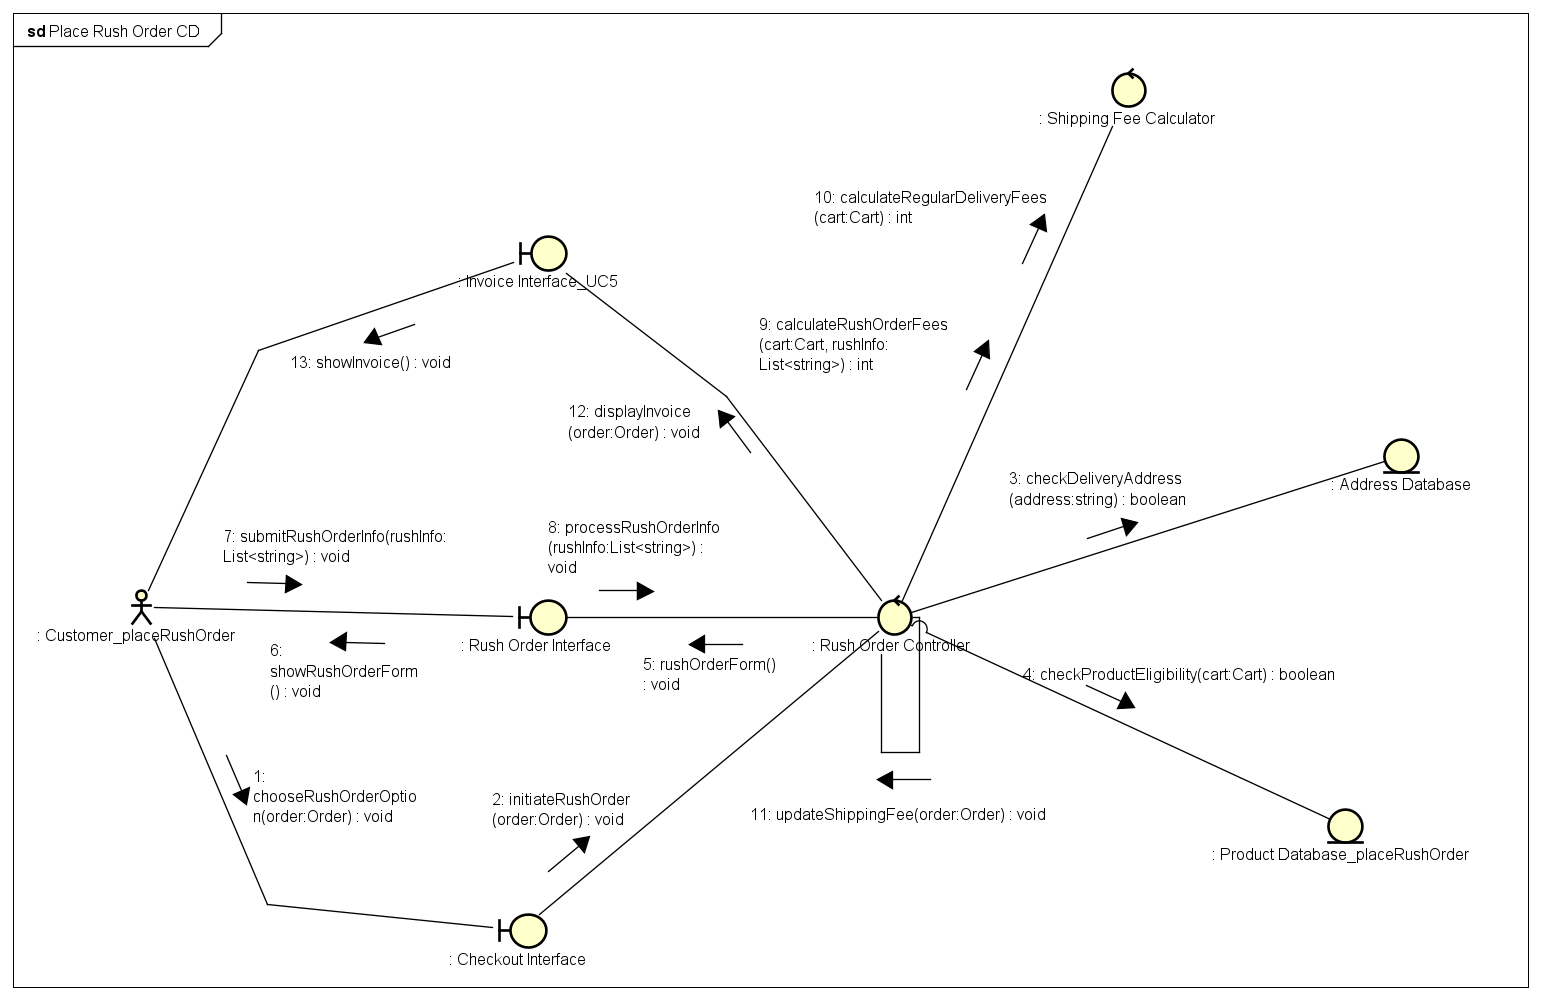 sd Place Rush Order CD
: Shipping Fee Calculator
10: calculateRegularDeliveryFees
(cart:Cart) : int
: Invoice Interface_UC5
9: calculateRushOrderFees
(cart:Cart, rushInfo:
List<string>) : int
13: showInvoice() : void
12: displayInvoice
(order:Order) : void
3: checkDeliveryAddress
(address:string) : boolean
: Address Database
7: submitRushOrderInfo(rushInfo:
List<string>) : void
8: processRushOrderInfo
(rushInfo:List<string>) :
void
: Customer_placeRushOrder
: Rush Order Interface
: Rush Order Controller
6:
showRushOrderForm
() : void
5: rushOrderForm()
: void
4: checkProductEligibility(cart:Cart) : boolean
1:
chooseRushOrderOptio
n(order:Order) : void
2: initiateRushOrder
(order:Order) : void
11: updateShippingFee(order:Order) : void
: Product Database_placeRushOrder
: Checkout Interface